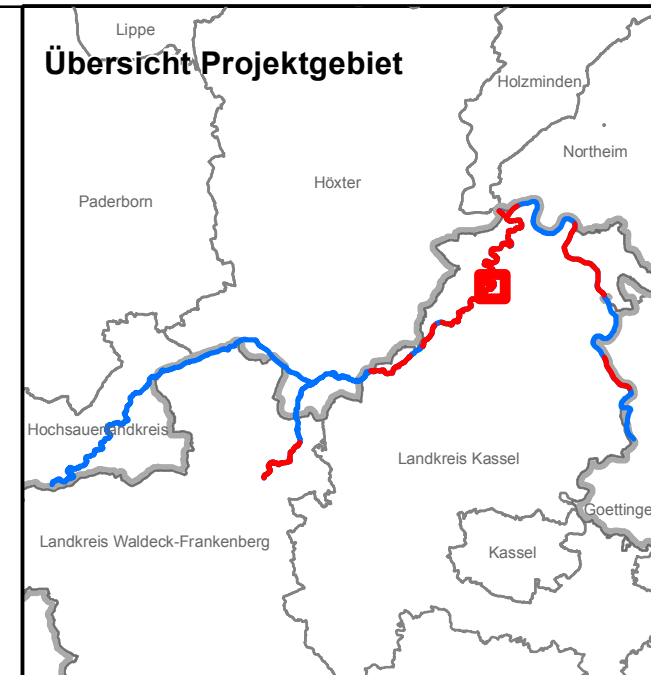 Lippe
Übersicht Projektgebiet
Holzminden
Northeim
Höxter
Paderborn
Hochsauerlandkreis
Landkreis Kassel
Goettinge
Landkreis Waldeck-Frankenberg
Kassel